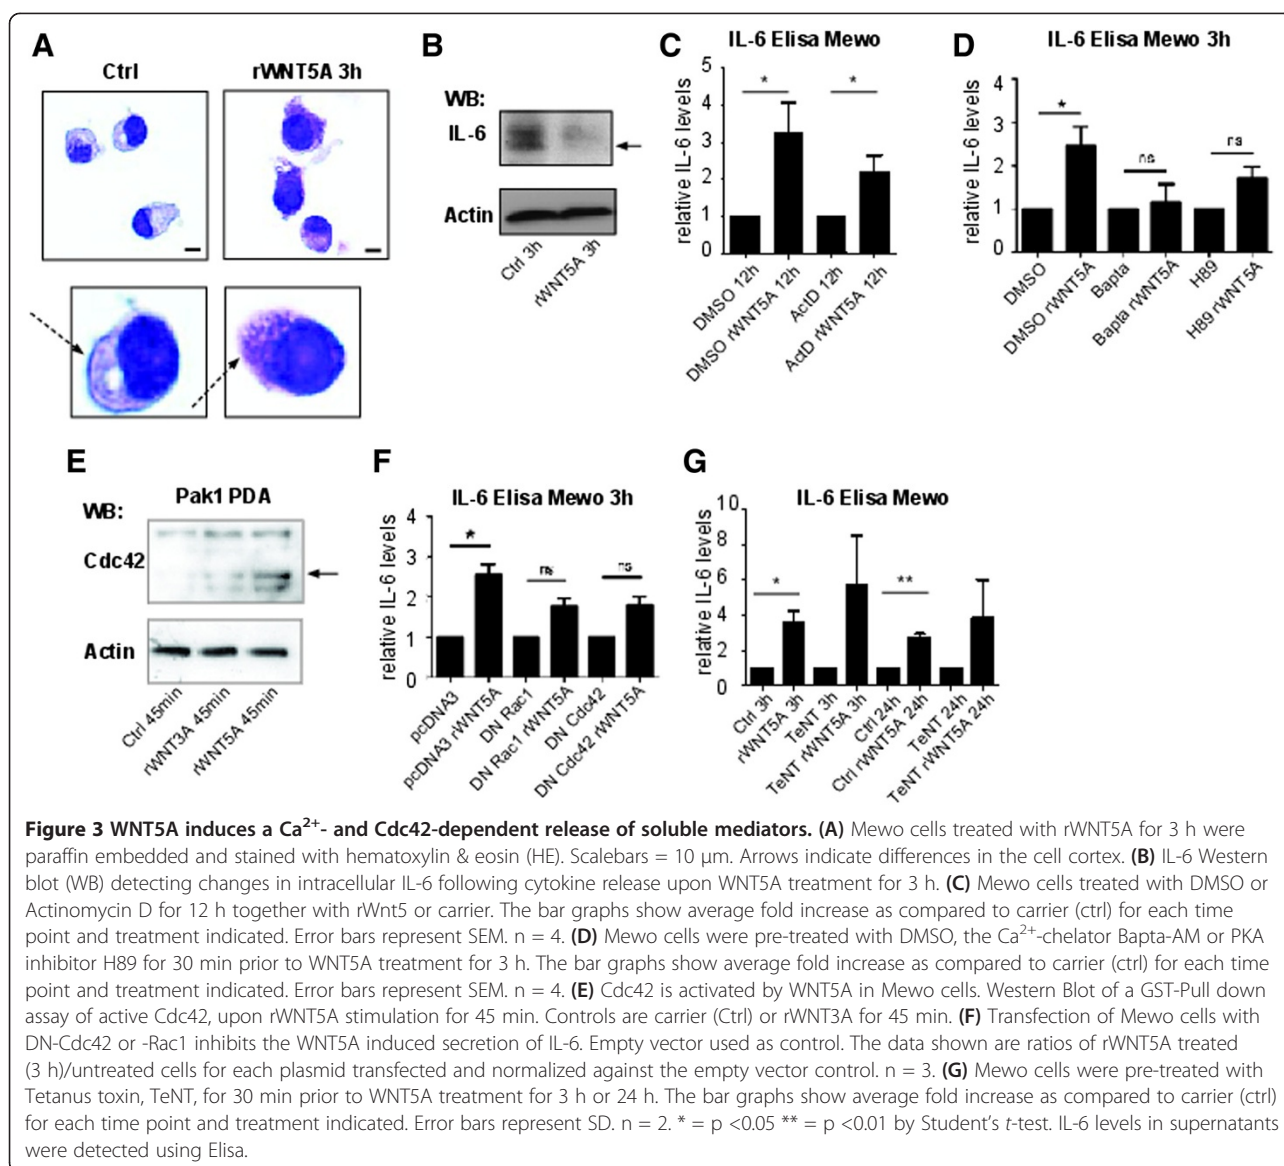 A
Ctrl
rWNT5A 3h
B
WB:
IL-6
Actin
Ctrl 3h
rWNT5A 3h
C
IL-6 Elisa Mewo
relative IL-6 levels
5
4
3
2
1
0
*
*
DMSO 12h
DMSO rWNT5A 12h
ActD 12h
ActD rWNT5A 12h
D
IL-6 Elisa Mewo 3h
relative IL-6 levels
4
3
2
1
0
*
ns
ns
DMSO
DMSO rWNT5A
Bapta
Bapta rWNT5A
H89
H89 rWNT5A
E
Pak1 PDA
WB:
Cdc42
Actin
Ctrl 45min
rWNT3A 45min
rWNT5A 45min
F
IL-6 Elisa Mewo 3h
relative IL-6 levels
4
3
2
1
0
*
ns
ns
pcDNA3
pcDNA3 rWNT5A
DN Rac1
DN Rac1 rWNT5A
DN Cdc42
DN Cdc42 rWNT5A
G
IL-6 Elisa Mewo
relative IL-6 levels
10
8
6
4
2
0
*
**
Ctrl 3h
rWNT5A 3h
TeNT 3h
TeNT rWNT5A 3h
Ctrl 24h
Ctrl rWNT5A 24h
TeNT 24h
TeNT rWNT5A 24h
Figure 3 WNT5A induces a Ca²⁺- and Cdc42-dependent release of soluble mediators. (A) Mewo cells treated with rWNT5A for 3 h were
paraffin embedded and stained with hematoxylin & eosin (HE). Scalebars = 10 μm. Arrows indicate differences in the cell cortex. (B) IL-6 Western
blot (WB) detecting changes in intracellular IL-6 following cytokine release upon WNT5A treatment for 3 h. (C) Mewo cells treated with DMSO or
Actinomycin D for 12 h together with rWnt5 or carrier. The bar graphs show average fold increase as compared to carrier (ctrl) for each time
point and treatment indicated. Error bars represent SEM. n = 4. (D) Mewo cells were pre-treated with DMSO, the Ca²⁺-chelator Bapta-AM or PKA
inhibitor H89 for 30 min prior to WNT5A treatment for 3 h. The bar graphs show average fold increase as compared to carrier (ctrl) for each time
point and treatment indicated. Error bars represent SEM. n = 4. (E) Cdc42 is activated by WNT5A in Mewo cells. Western Blot of a GST-Pull down
assay of active Cdc42, upon rWNT5A stimulation for 45 min. Controls are carrier (Ctrl) or rWNT3A for 45 min. (F) Transfection of Mewo cells with
DN-Cdc42 or -Rac1 inhibits the WNT5A induced secretion of IL-6. Empty vector used as control. The data shown are ratios of rWNT5A treated
(3 h)/untreated cells for each plasmid transfected and normalized against the empty vector control. n = 3. (G) Mewo cells were pre-treated with
Tetanus toxin, TeNT, for 30 min prior to WNT5A treatment for 3 h or 24 h. The bar graphs show average fold increase as compared to carrier (ctrl)
for each time point and treatment indicated. Error bars represent SD. n = 2. * = p <0.05 ** = p <0.01 by Student's t-test. IL-6 levels in supernatants
were detected using Elisa.